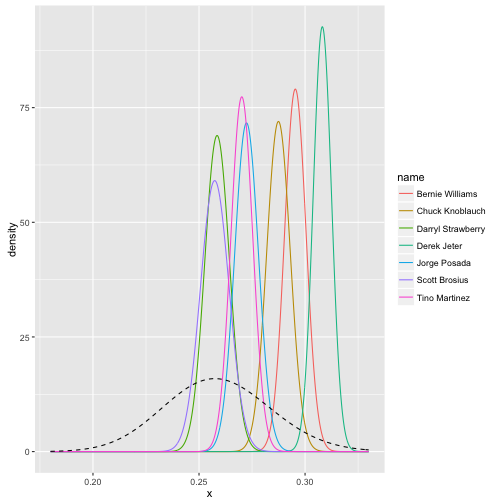 75
50
25
0
density
0.20
0.25
0.30
x
name
Bernie Williams
Chuck Knoblauch
Darryl Strawberry
Derek Jeter
Jorge Posada
Scott Brosius
Tino Martinez